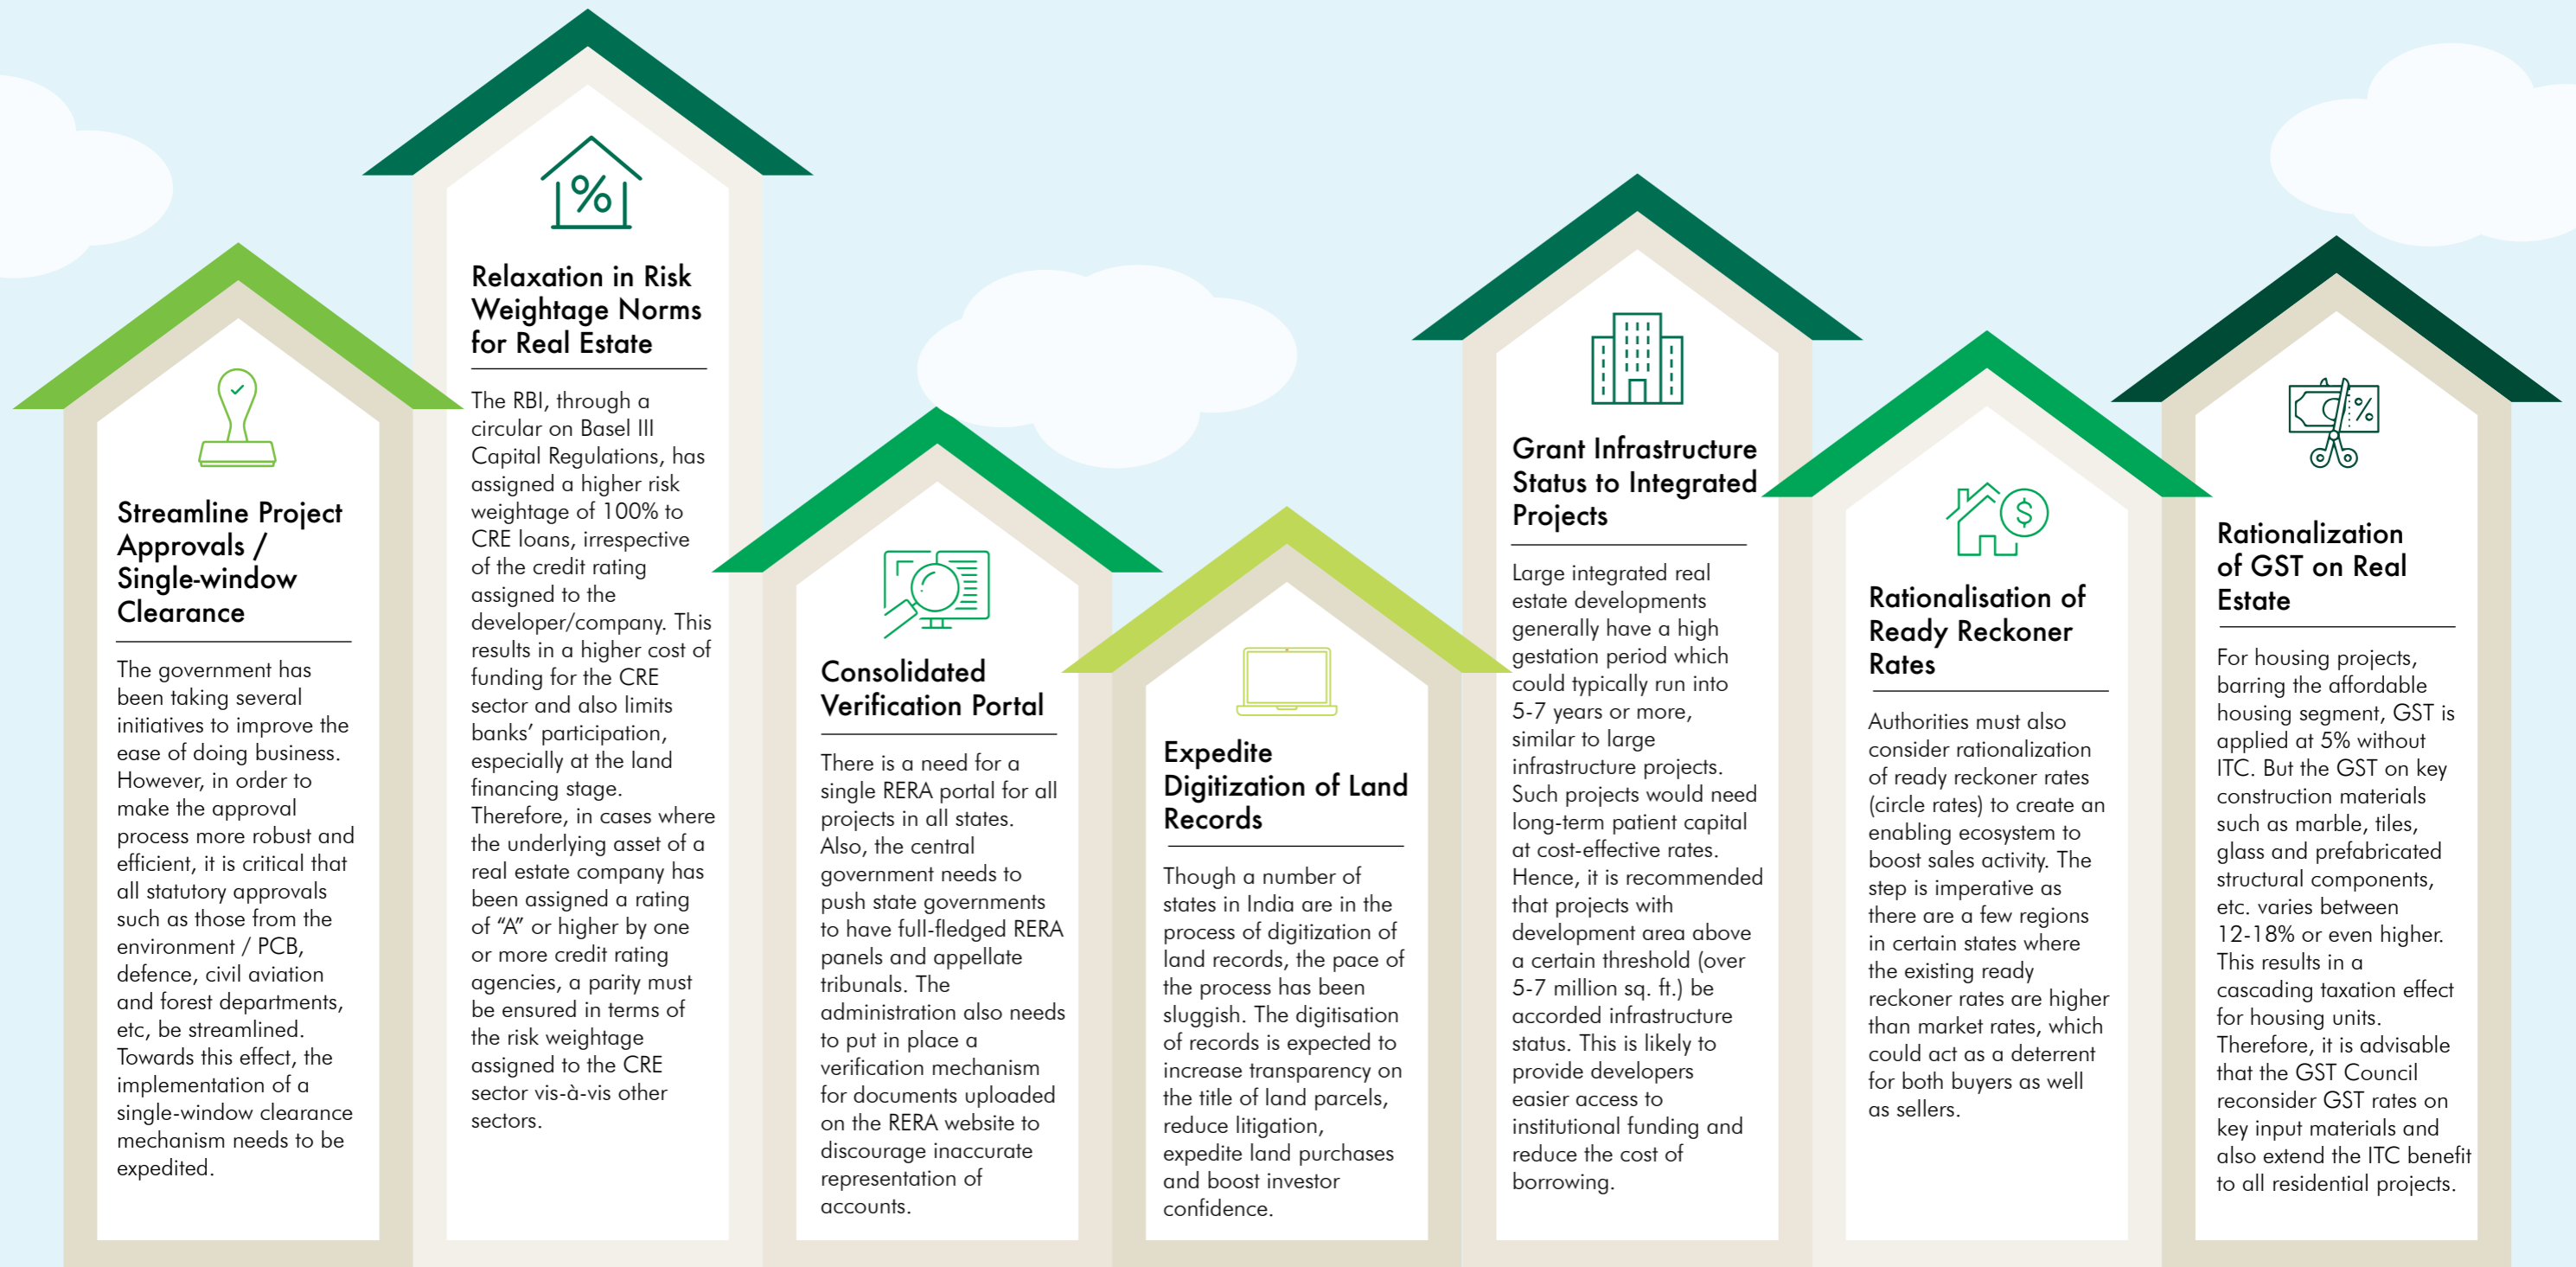 Streamline Project
Approvals /
Single-window
Clearance
The government has
been taking several
initiatives to improve the
ease of doing business.
However, in order to
make the approval
process more robust and
efficient, it is critical that
all statutory approvals
such as those from the
environment / PCB,
defence, civil aviation
and forest departments,
etc, be streamlined.
Towards this effect, the
implementation of a
single-window clearance
mechanism needs to be
expedited.
%
Relaxation in Risk
Weightage Norms
for Real Estate
The RBI, through a
circular on Basel III
Capital Regulations, has
assigned a higher risk
weightage of 100% to
CRE loans, irrespective
of the credit rating
assigned to the
developer/company. This
results in a higher cost of
funding for the CRE
sector and also limits
banks’ participation,
especially at the land
financing stage.
Therefore, in cases where
the underlying asset of a
real estate company has
been assigned a rating
of “A” or higher by one
or more credit rating
agencies, a parity must
be ensured in terms of
the risk weightage
assigned to the CRE
sector vis-à-vis other
sectors.
Consolidated
Verification Portal
There is a need for a
single RERA portal for all
projects in all states.
Also, the central
government needs to
push state governments
to have full-fledged RERA
panels and appellate
tribunals. The
administration also needs
to put in place a
verification mechanism
for documents uploaded
on the RERA website to
discourage inaccurate
representation of
accounts.
Expedite
Digitization of Land
Records
Though a number of
states in India are in the
process of digitization of
land records, the pace of
the process has been
sluggish. The digitisation
of records is expected to
increase transparency on
the title of land parcels,
reduce litigation,
expedite land purchases
and boost investor
confidence.
Grant Infrastructure
Status to Integrated
Projects
Large integrated real
estate developments
generally have a high
gestation period which
could typically run into
5-7 years or more,
similar to large
infrastructure projects.
Such projects would need
long-term patient capital
at cost-effective rates.
Hence, it is recommended
that projects with
development area above
a certain threshold (over
5-7 million sq. ft.) be
accorded infrastructure
status. This is likely to
provide developers
easier access to
institutional funding and
reduce the cost of
borrowing.
$
Rationalisation of
Ready Reckoner
Rates
Authorities must also
consider rationalization
of ready reckoner rates
(circle rates) to create an
enabling ecosystem to
boost sales activity. The
step is imperative as
there are a few regions
in certain states where
the existing ready
reckoner rates are higher
than market rates, which
could act as a deterrent
for both buyers as well
as sellers.
%
Rationalization
of GST on Real
Estate
For housing projects,
barring the affordable
housing segment, GST is
applied at 5% without
ITC. But the GST on key
construction materials
such as marble, tiles,
glass and prefabricated
structural components,
etc. varies between
12-18% or even higher.
This results in a
cascading taxation effect
for housing units.
Therefore, it is advisable
that the GST Council
reconsider GST rates on
key input materials and
also extend the ITC benefit
to all residential projects.